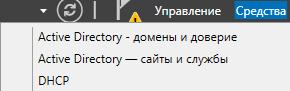 Управление Средства
Active Directory - домены и доверие
Active Directory — сайты и службы
DHCP